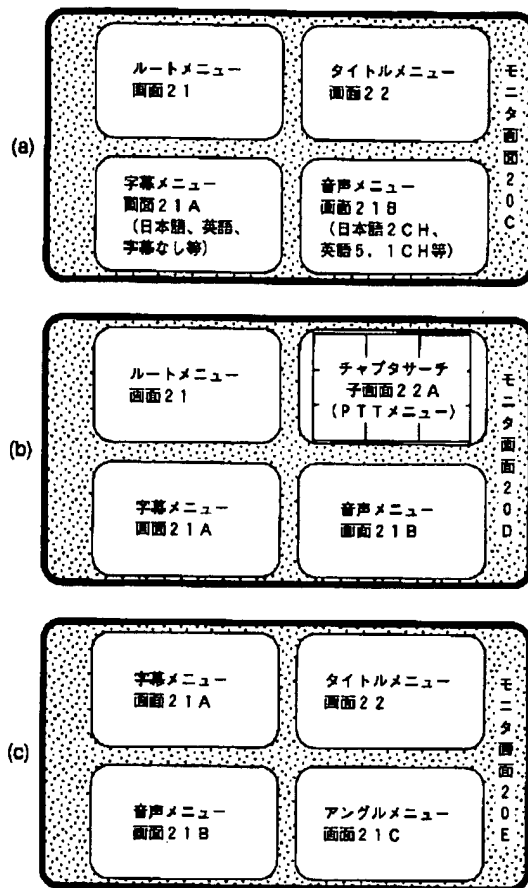 (a)
ルートメニュー
画面21
タイトルメニュー
画面22
字幕メニュー
画面21A
(日本語、英語、
字幕なし等)
音声メニュー
画面21B
(日本語2CH、
英語5.1CH等)
モニタ画面20C
(b)
ルートメニュー
画面21
チャプタサーチ
子画面22A
(PTTメニュー)
字幕メニュー
画面21A
音声メニュー
画面21B
モニタ画面20D
(c)
字幕メニュー
画面21A
タイトルメニュー
画面22
音声メニュー
画面21B
アングルメニュー
画面21C
モニタ画面20E